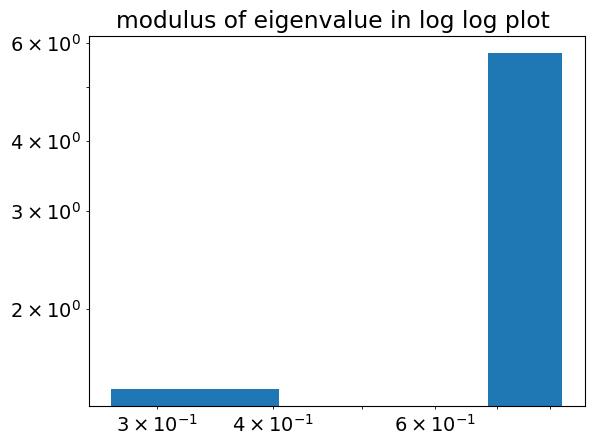 modulus of eigenvalue in log log plot
6 × 10⁰
4 × 10⁰
3 × 10⁰
2 × 10⁰
3 × 10⁻¹ 4 × 10⁻¹ 6 × 10⁻¹